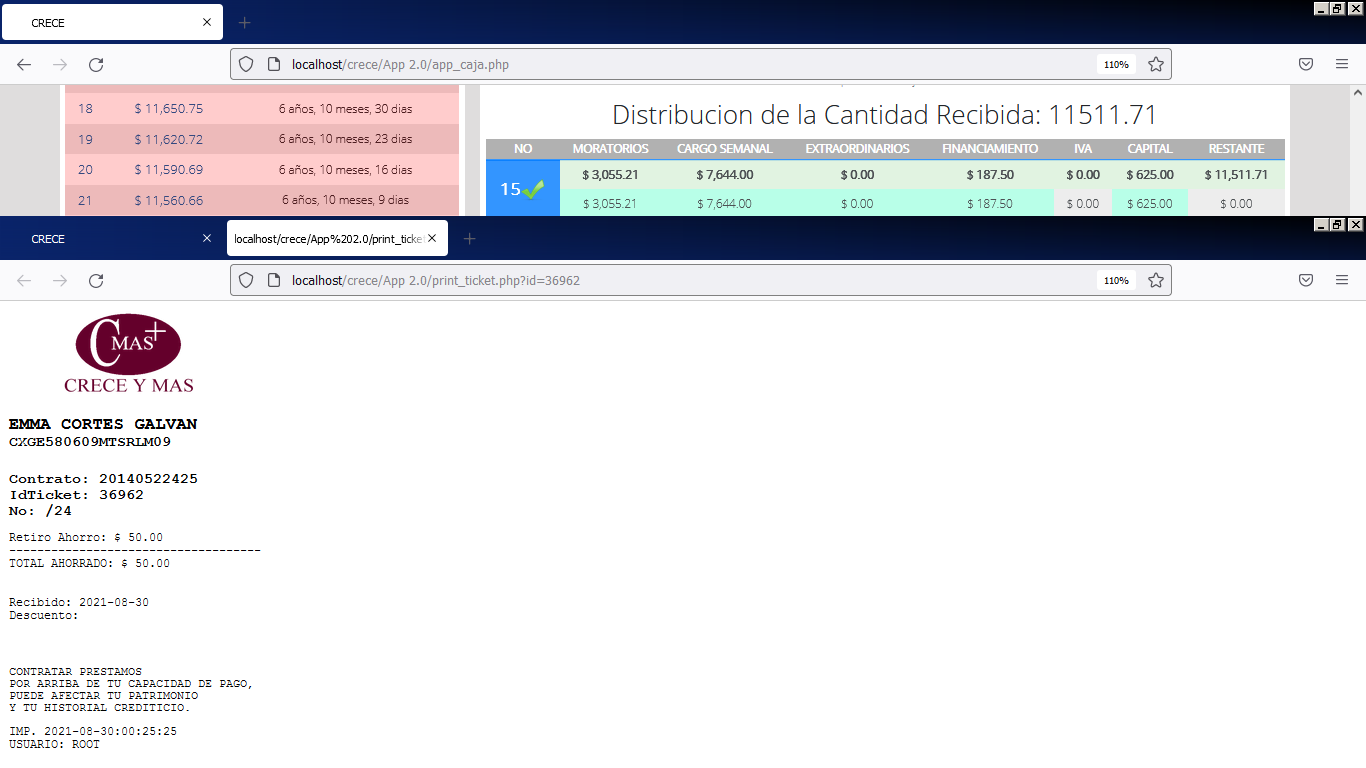 CRECE
localhost/crece/App 2.0/app_caja.php
110%
18 $ 11,650.75 6 años, 10 meses, 30 dias
19 $ 11,620.72 6 años, 10 meses, 23 dias
20 $ 11,590.69 6 años, 10 meses, 16 dias
21 $ 11,560.66 6 años, 10 meses, 9 dias
Distribucion de la Cantidad Recibida: 11511.71
NO MORATORIOS CARGO SEMANAL EXTRAORDINARIOS FINANCIAMIENTO IVA CAPITAL RESTANTE
15 $ 3,055.21 $ 7,644.00 $ 0.00 $ 187.50 $ 0.00 $ 625.00 $ 11,511.71
$ 3,055.21 $ 7,644.00 $ 0.00 $ 187.50 $ 0.00 $ 625.00 $ 0.00
CRECE localhost/crece/App%202.0/print_ticke
localhost/crece/App 2.0/print_ticket.php?id=36962
110%
C MAS+
CRECE Y MAS
EMMA CORTES GALVAN
CXGE580609MTSRLM09
Contrato: 20140522425
IdTicket: 36962
No: /24
Retiro Ahorro: $ 50.00
------------------------------------
TOTAL AHORRADO: $ 50.00
Recibido: 2021-08-30
Descuento:
CONTRATAR PRESTAMOS
POR ARRIBA DE TU CAPACIDAD DE PAGO,
PUEDE AFECTAR TU PATRIMONIO
Y TU HISTORIAL CREDITICIO.
IMP. 2021-08-30:00:25:25
USUARIO: ROOT